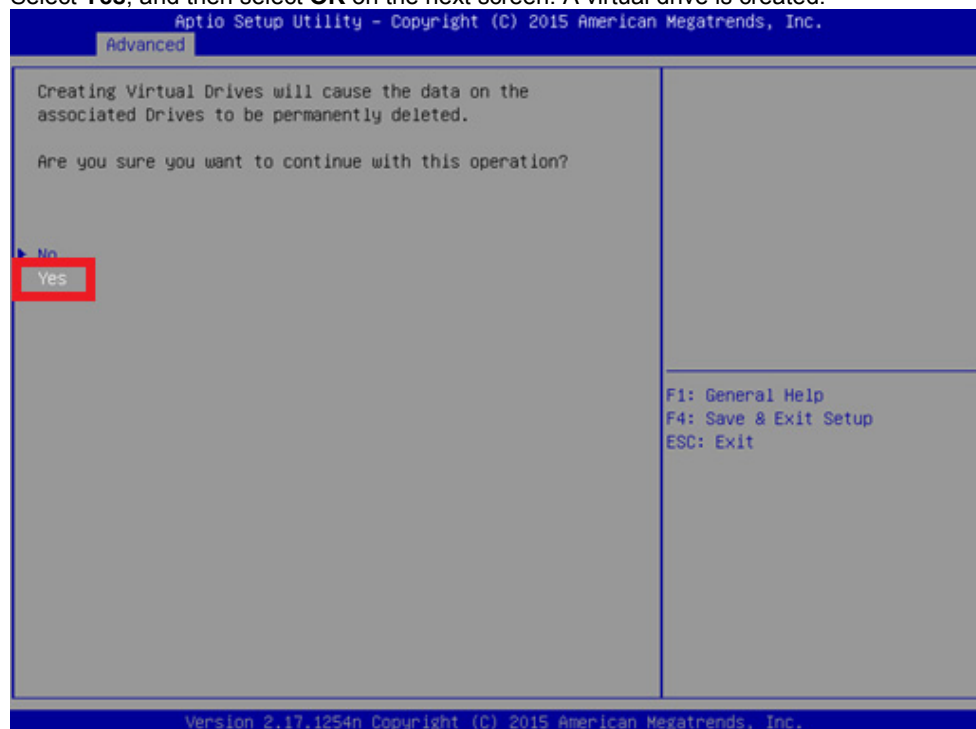 Select Yes, and then select OK on the next screen. A virtual drive is created.
Aptio Setup Utility – Copyright (C) 2015 American Megatrends, Inc.
Advanced
Creating Virtual Drives will cause the data on the
associated Drives to be permanently deleted.
Are you sure you want to continue with this operation?
▶ No
Yes
F1: General Help
F4: Save & Exit Setup
ESC: Exit
Version 2.17.1254n Copyright (C) 2015 American Megatrends, Inc.